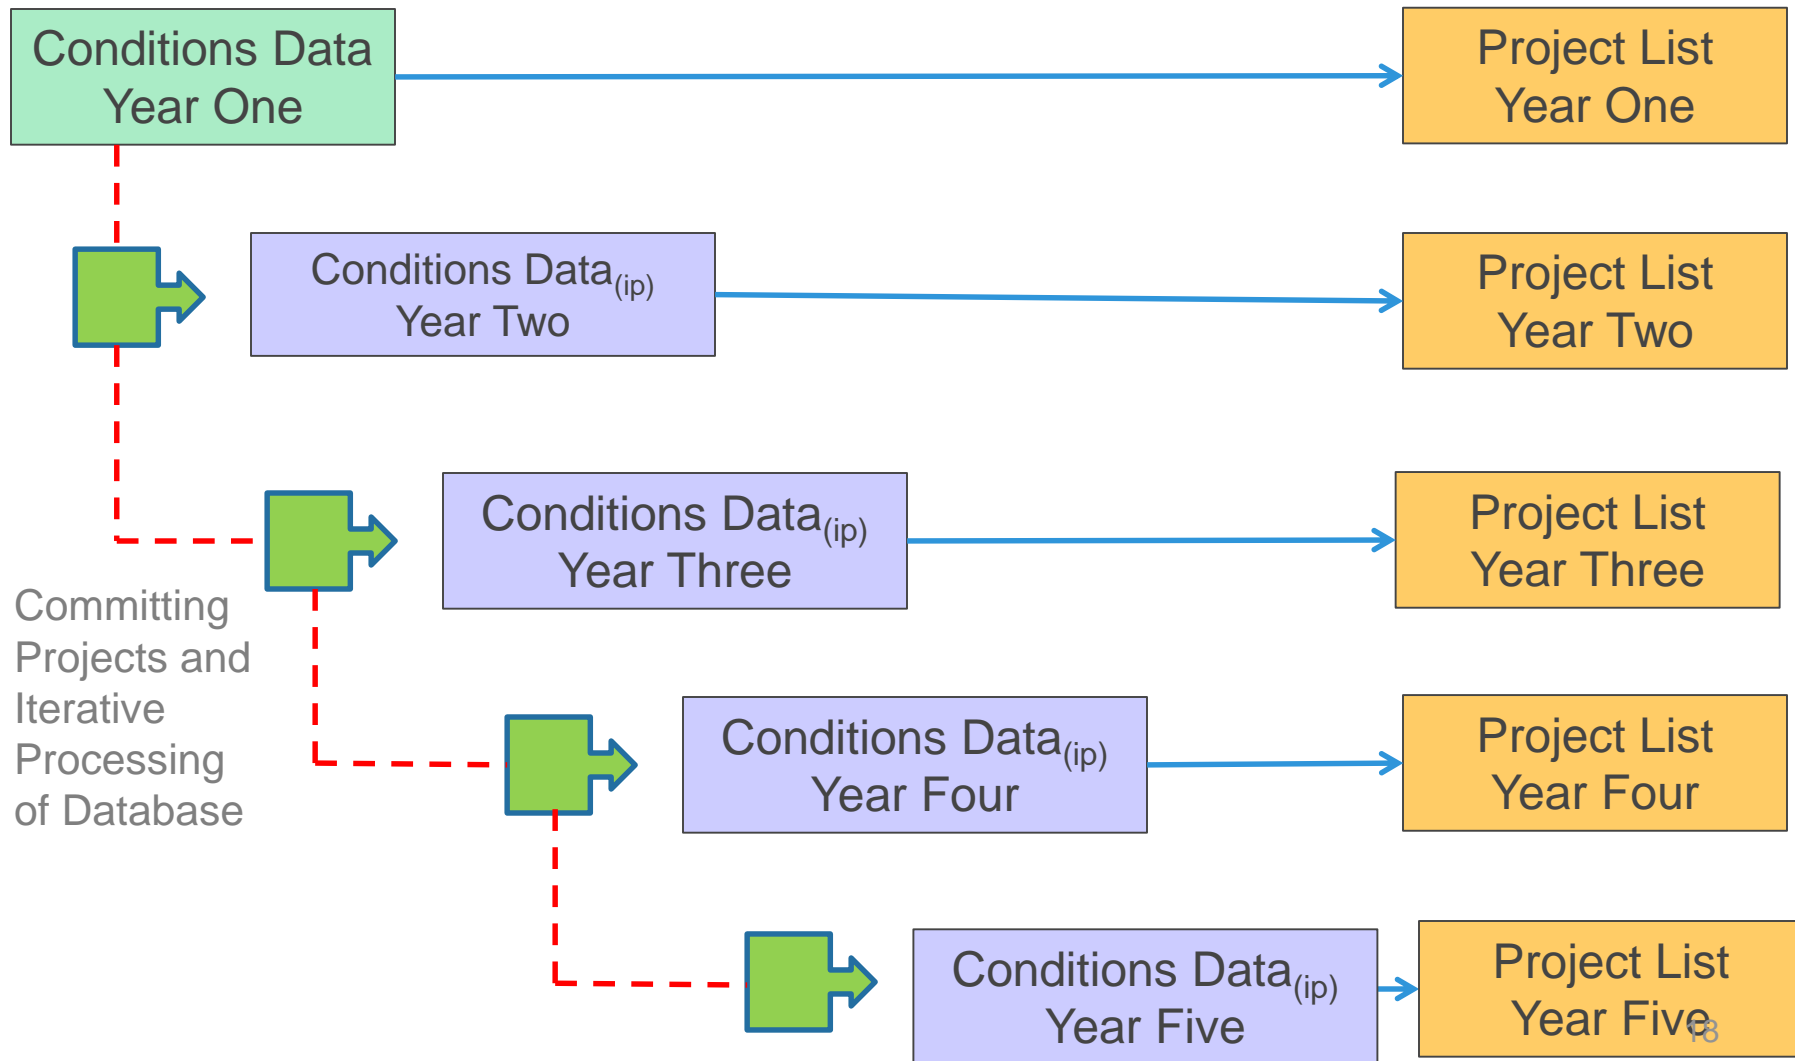 Conditions Data
Year One
Project List
Year One
Conditions Data(ip)
Year Two
Project List
Year Two
Conditions Data(ip)
Year Three
Project List
Year Three
Committing
Projects and
Iterative
Processing
of Database
Conditions Data(ip)
Year Four
Project List
Year Four
Conditions Data(ip)
Year Five
Project List
Year Five
18